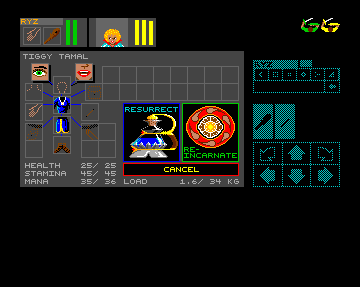 RYZ
TIGGY TAMAL
RESURRECT
RE-
INCARNATE
HEALTH 25/ 25
STAMINA 45/ 45
MANA 35/ 36
CANCEL
LOAD 1.6/ 34 KG